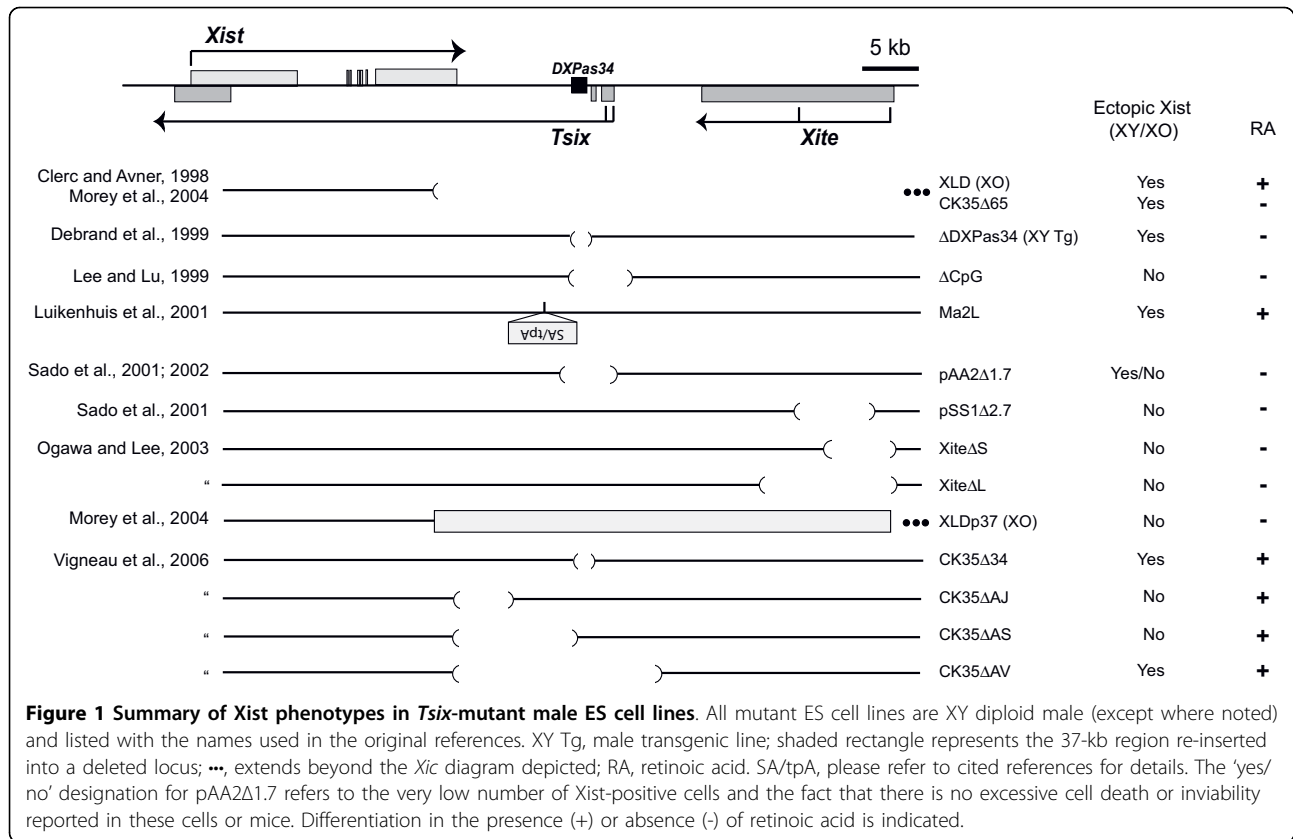 Xist
5 kb
DXPas34
Tsix
Xite
Ectopic Xist
(XY/XO)
RA
Clerc and Avner, 1998
XLD (XO) Yes +
Morey et al., 2004
CK35Δ65 Yes -
Debrand et al., 1999 ΔDXPas34 (XY Tg) Yes -
Lee and Lu, 1999 ΔCpG No -
Luikenhuis et al., 2001 Ma2L Yes +
SA/tpA
Sado et al., 2001; 2002 pAA2Δ1.7 Yes/No -
Sado et al., 2001 pSS1Δ2.7 No -
Ogawa and Lee, 2003 XiteΔS No -
“ XiteΔL No -
Morey et al., 2004 ••• XLDp37 (XO) No -
Vigneau et al., 2006 CK35Δ34 Yes +
“ CK35ΔAJ No +
“ CK35ΔAS No +
“ CK35ΔAV Yes +
Figure 1 Summary of Xist phenotypes in Tsix-mutant male ES cell lines. All mutant ES cell lines are XY diploid male (except where noted)
and listed with the names used in the original references. XY Tg, male transgenic line; shaded rectangle represents the 37-kb region re-inserted
into a deleted locus; •••, extends beyond the Xic diagram depicted; RA, retinoic acid. SA/tpA, please refer to cited references for details. The ‘yes/
no’ designation for pAA2Δ1.7 refers to the very low number of Xist-positive cells and the fact that there is no excessive cell death or inviability
reported in these cells or mice. Differentiation in the presence (+) or absence (-) of retinoic acid is indicated.